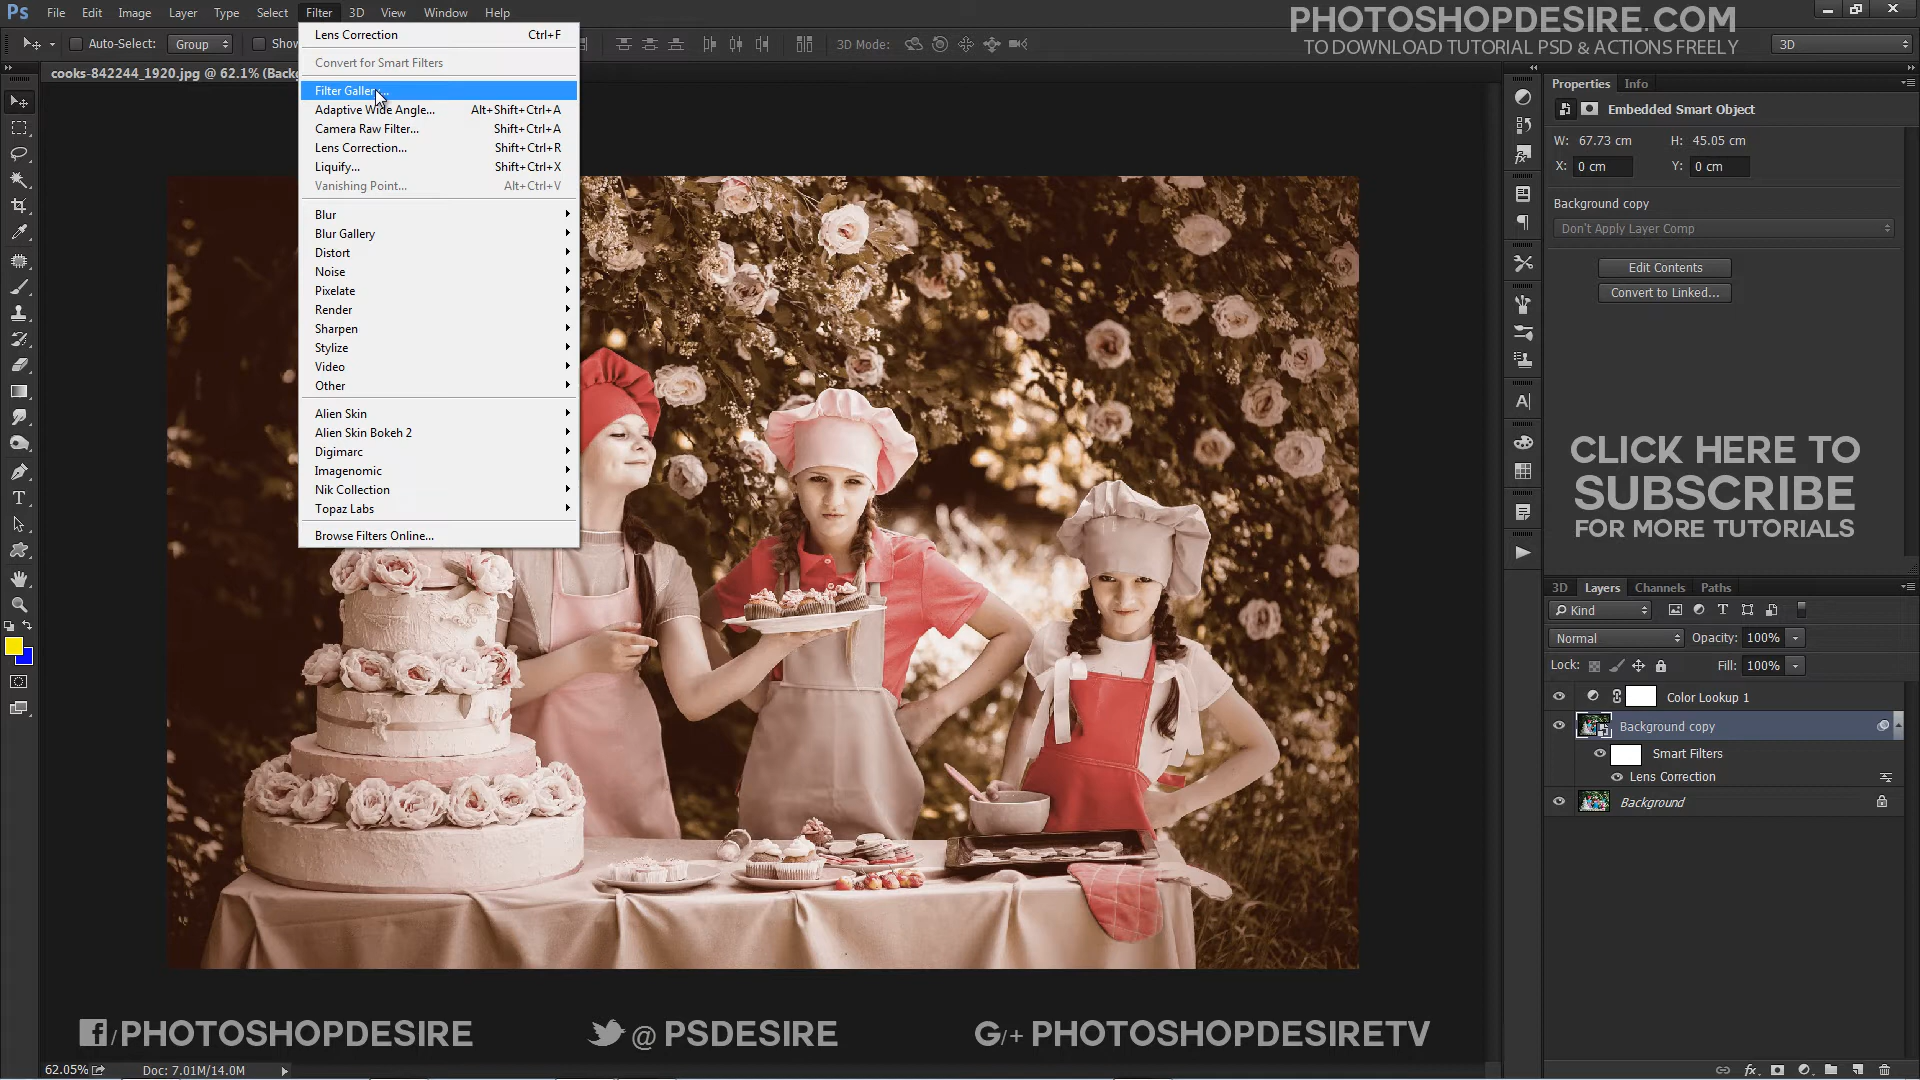 Ps File Edit Image Layer Type Select Filter 3D View Window Help
PHOTOSHOPDESIRE.COM
TO DOWNLOAD TUTORIAL PSD & ACTIONS FREELY
Auto-Select: Group Show 3D Mode: 3D
cooks-842244_1920.jpg @ 62.1% (Back
Lens Correction Ctrl+F
Convert for Smart Filters
Filter Gallery...
Adaptive Wide Angle... Alt+Shift+Ctrl+A
Camera Raw Filter... Shift+Ctrl+A
Lens Correction... Shift+Ctrl+R
Liquify... Shift+Ctrl+X
Vanishing Point... Alt+Ctrl+V
Blur
Blur Gallery
Distort
Noise
Pixelate
Render
Sharpen
Stylize
Video
Other
Alien Skin
Alien Skin Bokeh 2
Digimarc
Imagenomic
Nik Collection
Topaz Labs
Browse Filters Online...
Properties Info
Embedded Smart Object
W: 67.73 cm H: 45.05 cm
X: 0 cm Y: 0 cm
Background copy
Don't Apply Layer Comp
Edit Contents
Convert to Linked...
CLICK HERE TO
SUBSCRIBE
FOR MORE TUTORIALS
3D Layers Channels Paths
Kind
Normal Opacity: 100%
Lock: Fill: 100%
Color Lookup 1
Background copy
Smart Filters
Lens Correction
Background
f/PHOTOSHOPDESIRE @ PSDESIRE G/+ PHOTOSHOPDESIRETV
62.05% Doc: 7.01M/14.0M
fx